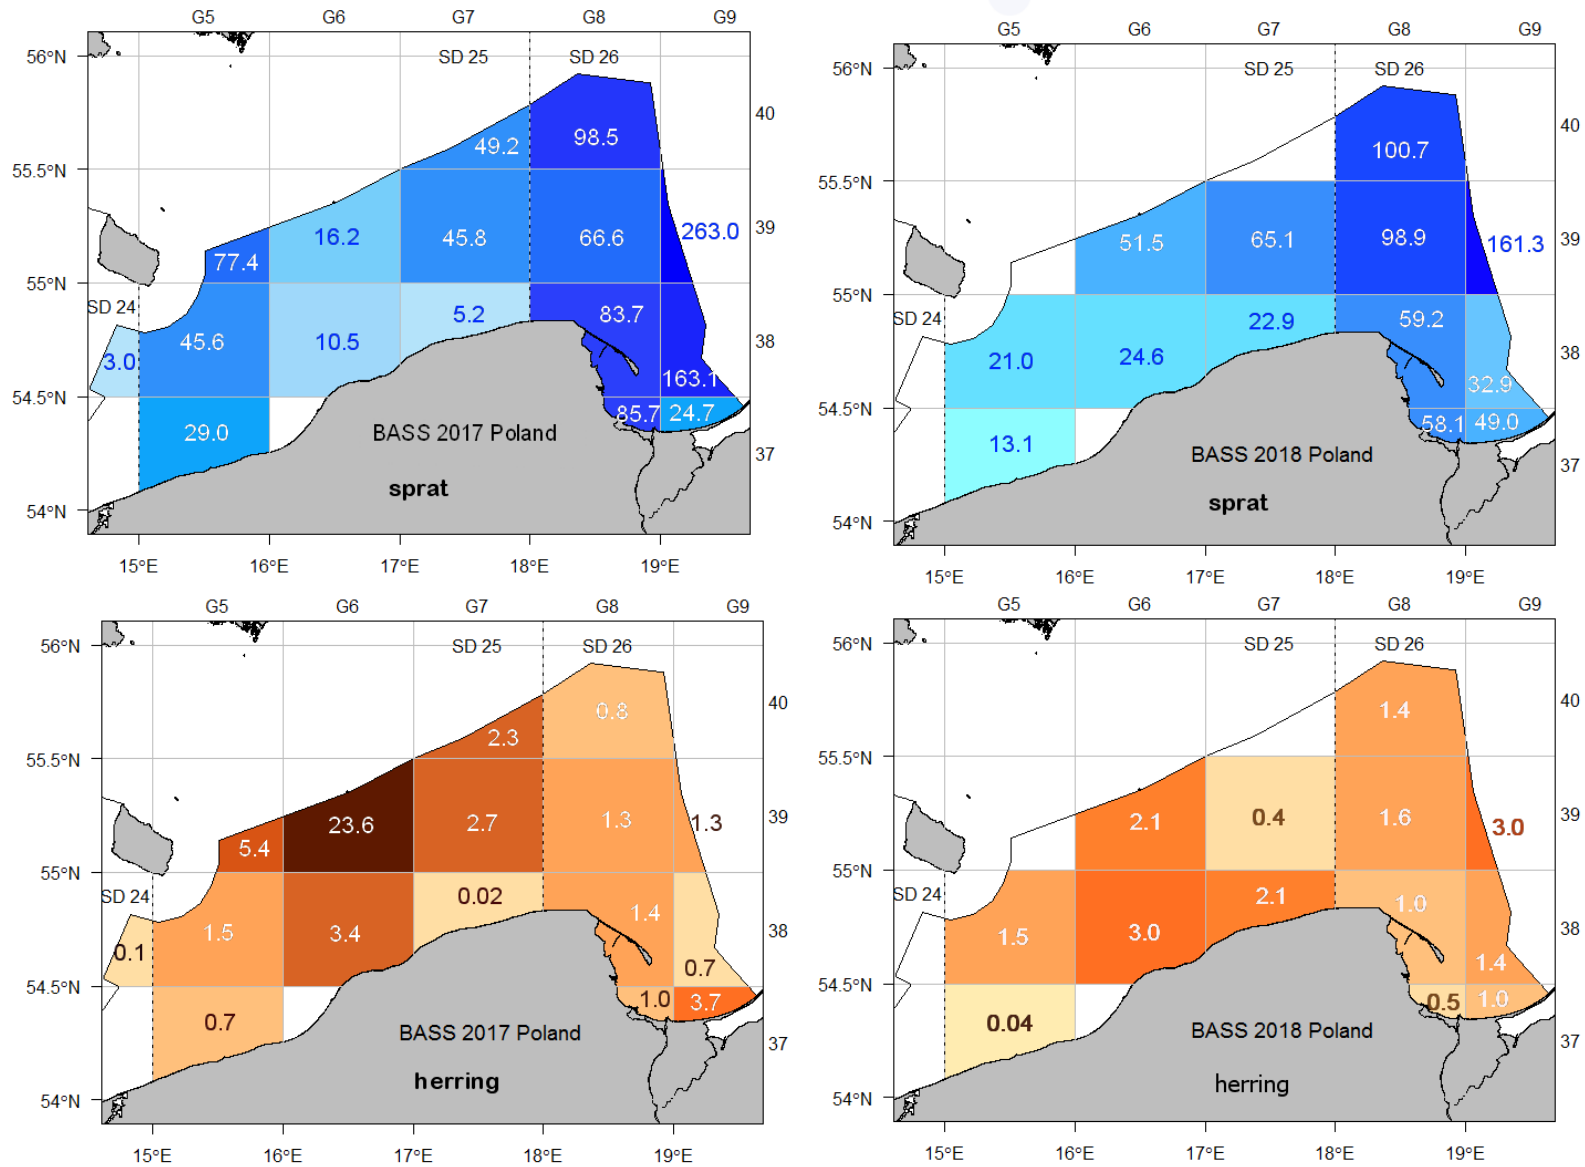 G5 G6 G7 G8 G9
56°N SD 25 SD 26
40
49.2 98.5
55.5°N
39
16.2 45.8 66.6 263.0
77.4
55°N
SD 24
5.2 83.7
3.0 45.6 10.5 38
163.1
54.5°N
85.7 24.7
29.0 BASS 2017 Poland
37
sprat
54°N
15°E 16°E 17°E 18°E 19°E
G5 G6 G7 G8 G9
56°N SD 25 SD 26
40
100.7
55.5°N
51.5 65.1 98.9 161.3 39
55°N
SD 24
22.9 59.2
21.0 24.6 38
32.9
54.5°N
58.1 49.0
13.1
BASS 2018 Poland 37
sprat
54°N
15°E 16°E 17°E 18°E 19°E
G5 G6 G7 G8 G9
56°N SD 25 SD 26
0.8 40
2.3
55.5°N
23.6 2.7 1.3 1.3 39
5.4
55°N
SD 24
0.02
1.4
1.5 3.4 38
0.1
0.7
54.5°N
1.0 3.7
0.7
BASS 2017 Poland 37
herring
54°N
15°E 16°E 17°E 18°E 19°E
G5 G6 G7 G8 G9
56°N SD 25 SD 26
1.4 40
55.5°N
2.1 0.4 1.6 3.0 39
55°N
SD 24 2.1 1.0
1.5 3.0 38
1.4
54.5°N
0.5 1.0
0.04
BASS 2018 Poland 37
herring
54°N
15°E 16°E 17°E 18°E 19°E